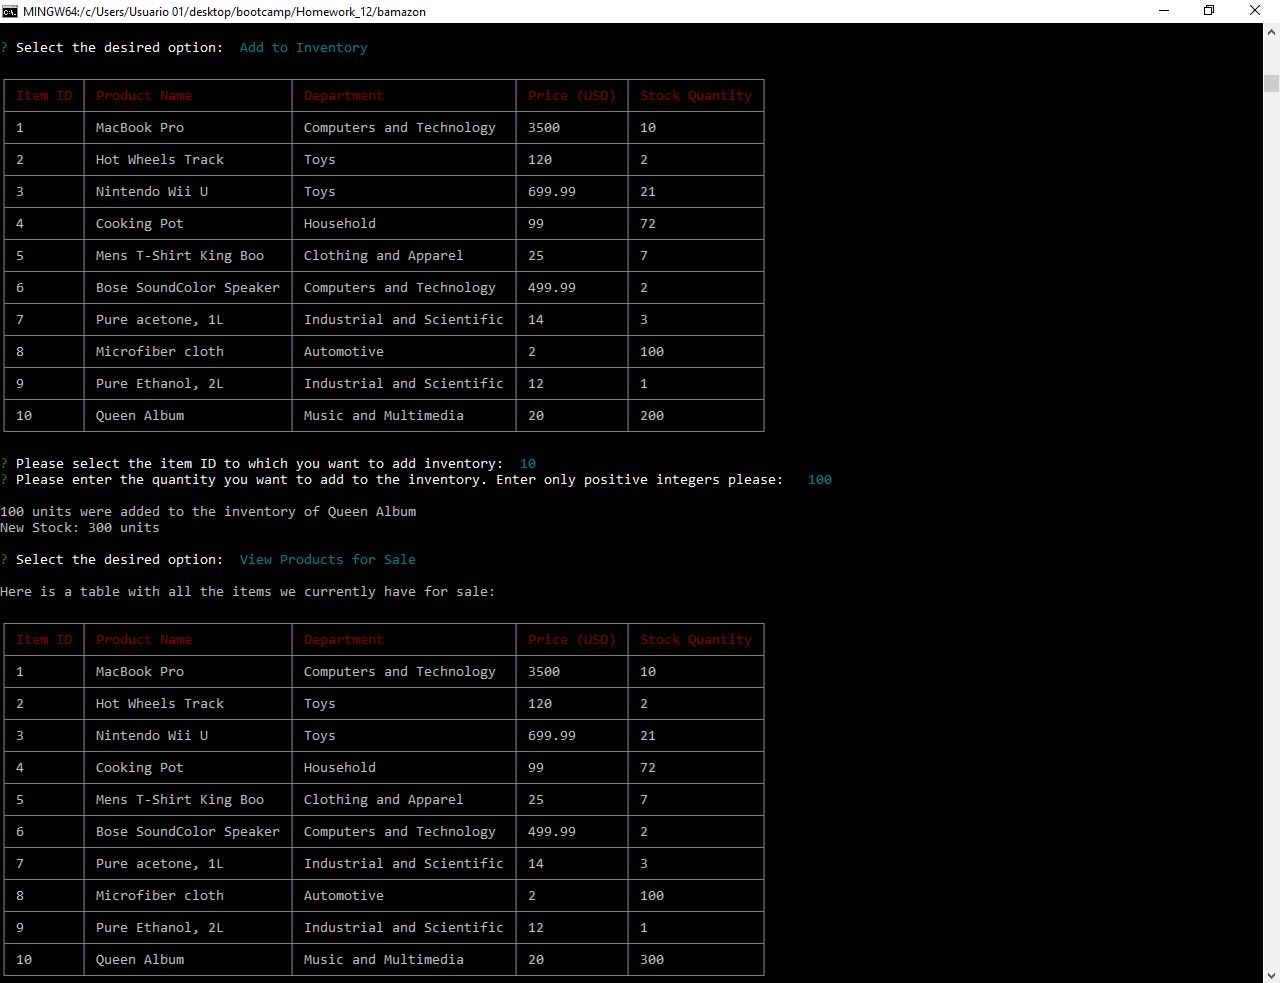 MINGW64:/c/Users/Usuario 01/desktop/bootcamp/Homework_12/bamazon
? Select the desired option: Add to Inventory
Item ID Product Name Department Price (USD) Stock Quantity
1 MacBook Pro Computers and Technology 3500 10
2 Hot Wheels Track Toys 120 2
3 Nintendo Wii U Toys 699.99 21
4 Cooking Pot Household 99 72
5 Mens T-Shirt King Boo Clothing and Apparel 25 7
6 Bose SoundColor Speaker Computers and Technology 499.99 2
7 Pure acetone, 1L Industrial and Scientific 14 3
8 Microfiber cloth Automotive 2 100
9 Pure Ethanol, 2L Industrial and Scientific 12 1
10 Queen Album Music and Multimedia 20 200
? Please select the item ID to which you want to add inventory: 10
? Please enter the quantity you want to add to the inventory. Enter only positive integers please: 100
100 units were added to the inventory of Queen Album
New Stock: 300 units
? Select the desired option: View Products for Sale
Here is a table with all the items we currently have for sale:
Item ID Product Name Department Price (USD) Stock Quantity
1 MacBook Pro Computers and Technology 3500 10
2 Hot Wheels Track Toys 120 2
3 Nintendo Wii U Toys 699.99 21
4 Cooking Pot Household 99 72
5 Mens T-Shirt King Boo Clothing and Apparel 25 7
6 Bose SoundColor Speaker Computers and Technology 499.99 2
7 Pure acetone, 1L Industrial and Scientific 14 3
8 Microfiber cloth Automotive 2 100
9 Pure Ethanol, 2L Industrial and Scientific 12 1
10 Queen Album Music and Multimedia 20 300